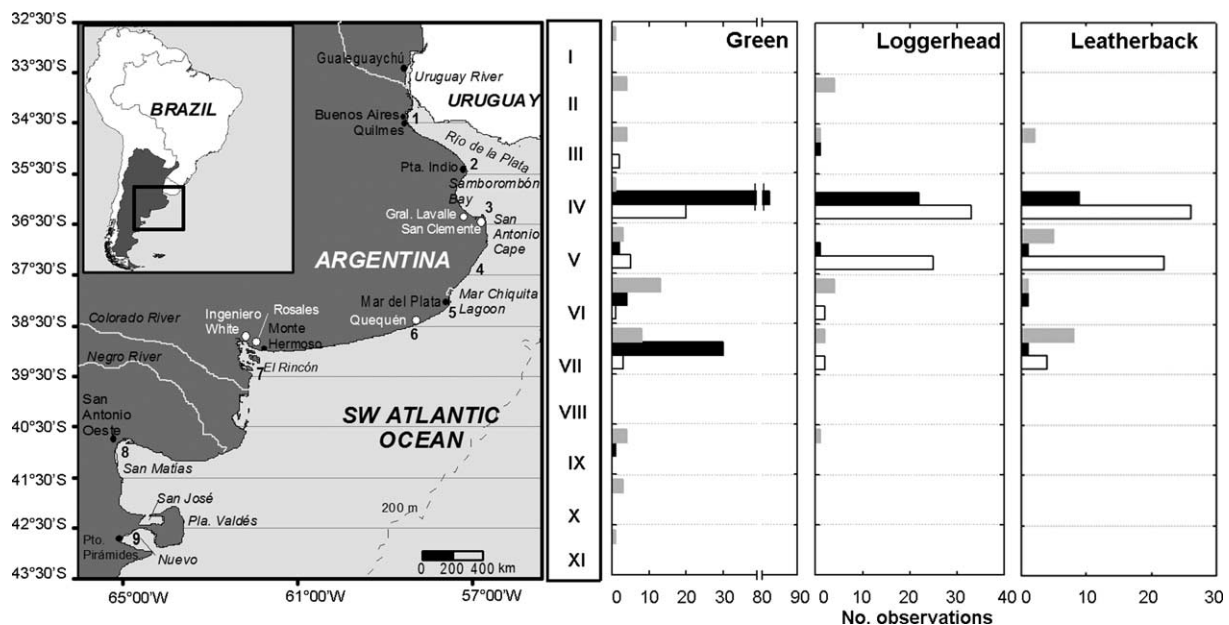 32°30'S
33°30'S
34°30'S
35°30'S
36°30'S
37°30'S
38°30'S
39°30'S
40°30'S
41°30'S
42°30'S
43°30'S
BRAZIL
Gualeguaychú
Uruguay River
URUGUAY
Buenos Aires
1
Quilmes
Río de la Plata
2
Pta. Indio
Samborombón
Bay
3
Gral. Lavalle
San Clemente
San
Antonio
Cape
ARGENTINA
4
Mar del Plata
Mar Chiquita
Lagoon
5
Quequén
6
Ingeniero
White
Rosales
Monte
Hermoso
Colorado River
Negro River
El Rincón
7
San
Antonio
Oeste
8
San Matías
SW ATLANTIC
OCEAN
San José
Pla. Valdés
200 m
Pto.
Pirámides
9
Nuevo
0 200 400 km
65°00'W
61°00'W
57°00'W
I
II
III
IV
V
VI
VII
VIII
IX
X
XI
Green
0 10 20 30 80 90
Loggerhead
0 10 20 30 40
Leatherback
0 10 20 30
No. observations